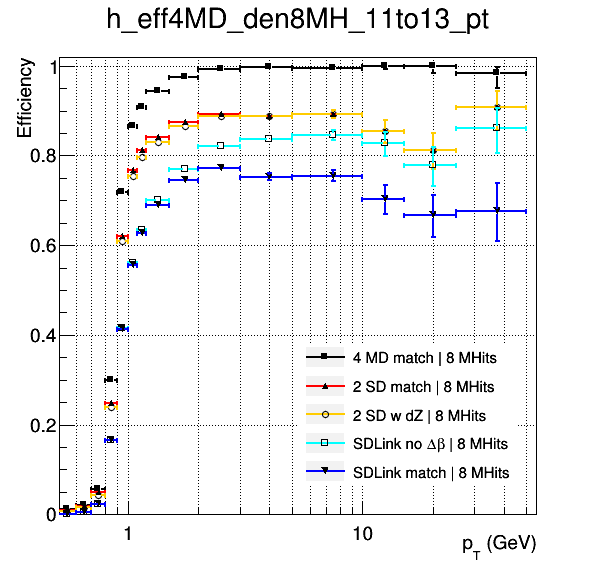 h_eff4MD_den8MH_11to13_pt
Efficiency
1
0.8
0.6
0.4
0.2
0
4 MD match | 8 MHits
2 SD match | 8 MHits
2 SD w dZ | 8 MHits
SDLink no Δβ | 8 MHits
SDLink match | 8 MHits
1 10
p_T (GeV)